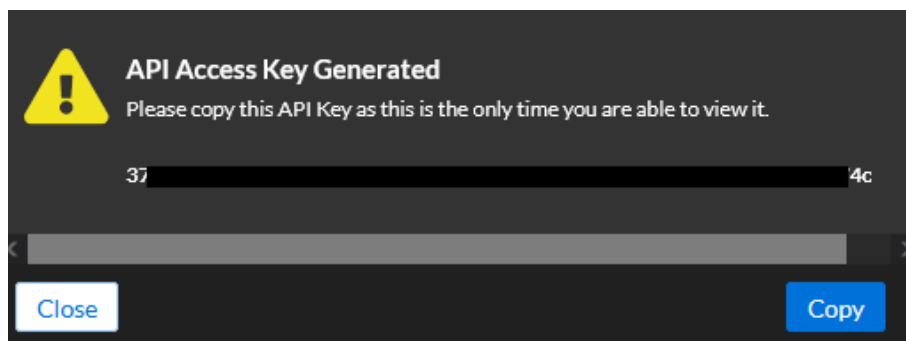 API Access Key Generated
Please copy this API Key as this is the only time you are able to view it.
37 4c
Close
Copy